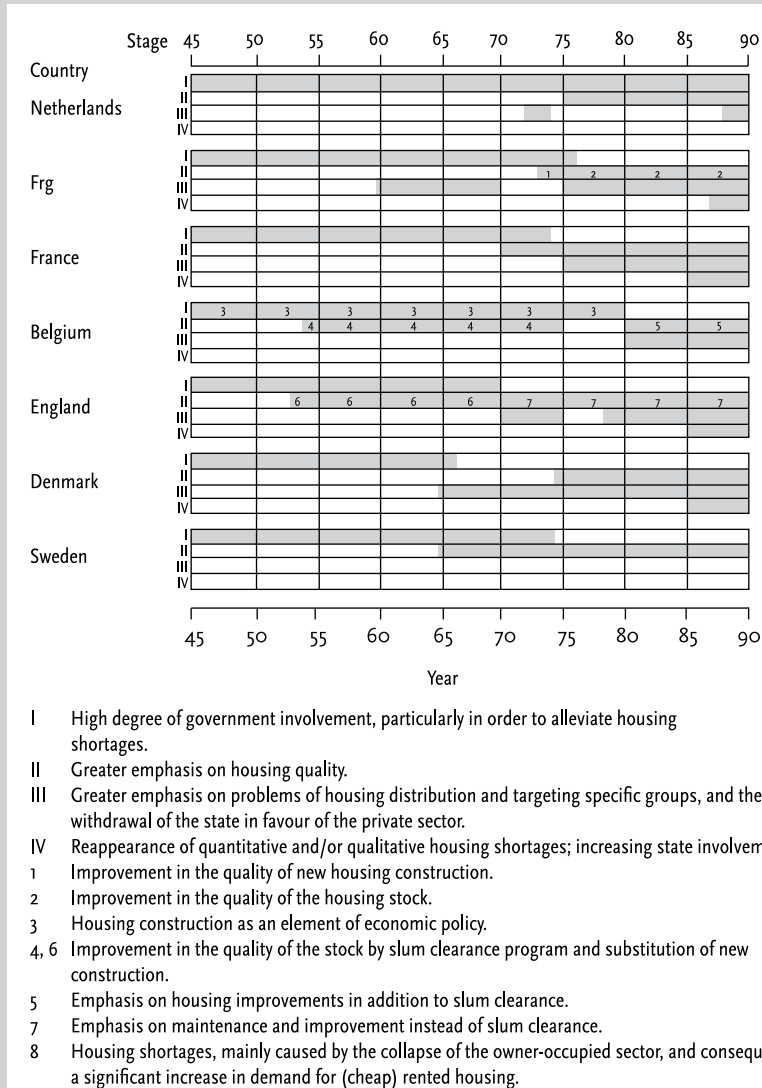 Stage 45 50 55 60 65 70 75 80 85 90
Country
I
II
Netherlands
III
IV
I
II 1 2 2 2
Frg
III
IV
I
II
France
III
IV
I 3 3 3 3 3 3 3
II 4 4 4 4 4 5 5
Belgium
III
IV
I
II 6 6 6 6 7 7 7 7
England
III
IV
I
II
Denmark
III
IV
I
II
Sweden
III
IV
45 50 55 60 65 70 75 80 85 90
Year
I High degree of government involvement, particularly in order to alleviate housing
shortages.
II Greater emphasis on housing quality.
III Greater emphasis on problems of housing distribution and targeting specific groups, and the
withdrawal of the state in favour of the private sector.
IV Reappearance of quantitative and/or qualitative housing shortages; increasing state involvem
1 Improvement in the quality of new housing construction.
2 Improvement in the quality of the housing stock.
3 Housing construction as an element of economic policy.
4, 6 Improvement in the quality of the stock by slum clearance program and substitution of new
construction.
5 Emphasis on housing improvements in addition to slum clearance.
7 Emphasis on maintenance and improvement instead of slum clearance.
8 Housing shortages, mainly caused by the collapse of the owner-occupied sector, and consequ
a significant increase in demand for (cheap) rented housing.